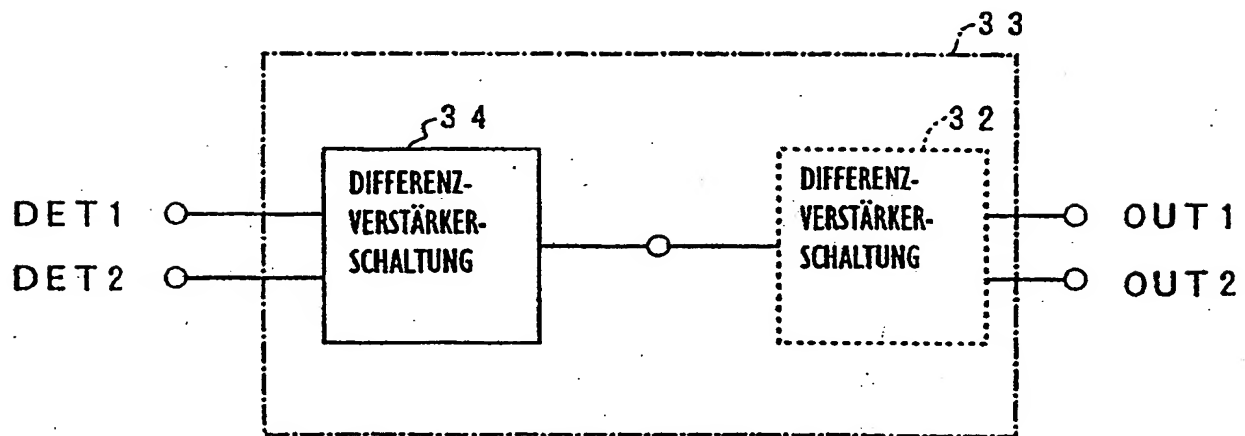 33
34
32
DIFFERENZ-
VERSTÄRKER-
SCHALTUNG
DIFFERENZ-
VERSTÄRKER-
SCHALTUNG
DET1
DET2
OUT1
OUT2